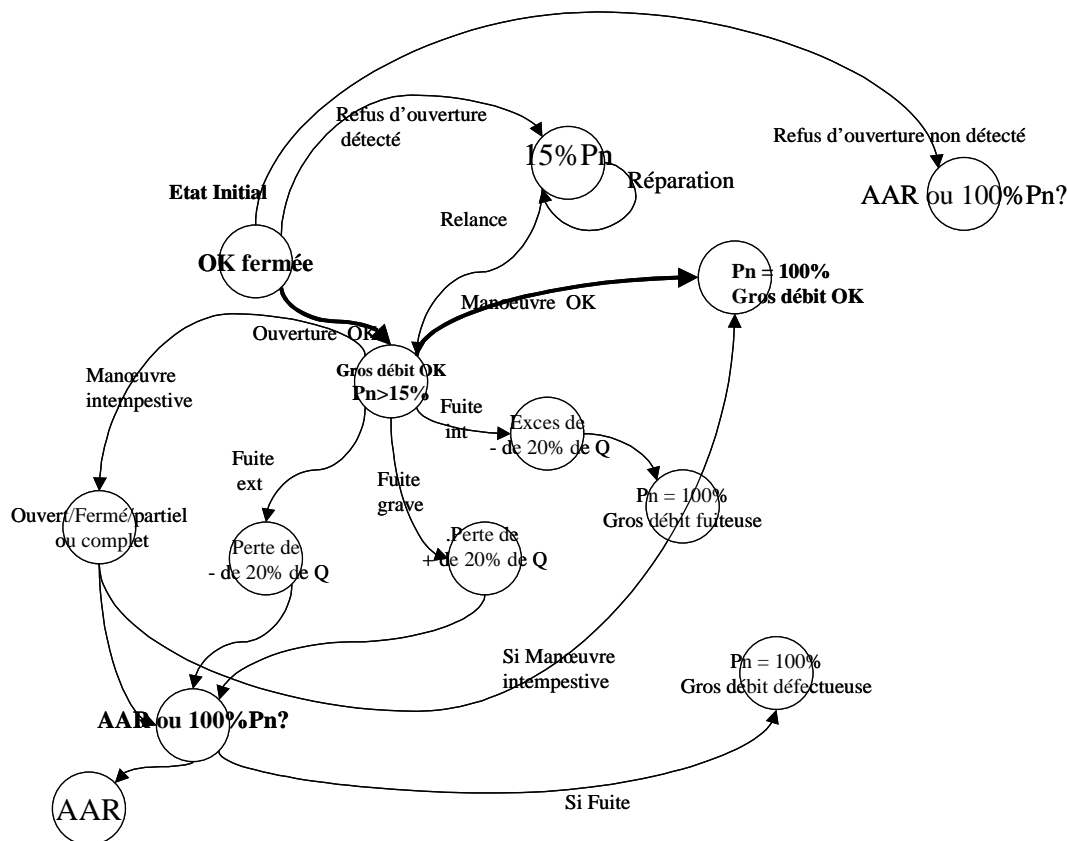 Refus d’ouverture
détecté
Refus d’ouverture non détecté
15%Pn
Réparation
Etat Initial
AAR ou 100%Pn?
Relance
OK fermée
Pn = 100%
Gros débit OK
Manoeuvre OK
Ouverture OK
Gros débit OK
Pn>15%
Manœuvre
intempestive
Fuite
int
Exces de
- de 20% de Q
Fuite
ext
Fuite
grave
Pn = 100%
Gros débit fuiteuse
Ouvert/Fermé/partiel
ou complet
Perte de
- de 20% de Q
.Perte de
+ de 20% de Q
Si Manœuvre
intempestive
Pn = 100%
Gros débit défectueuse
AAR ou 100%Pn?
AAR
Si Fuite